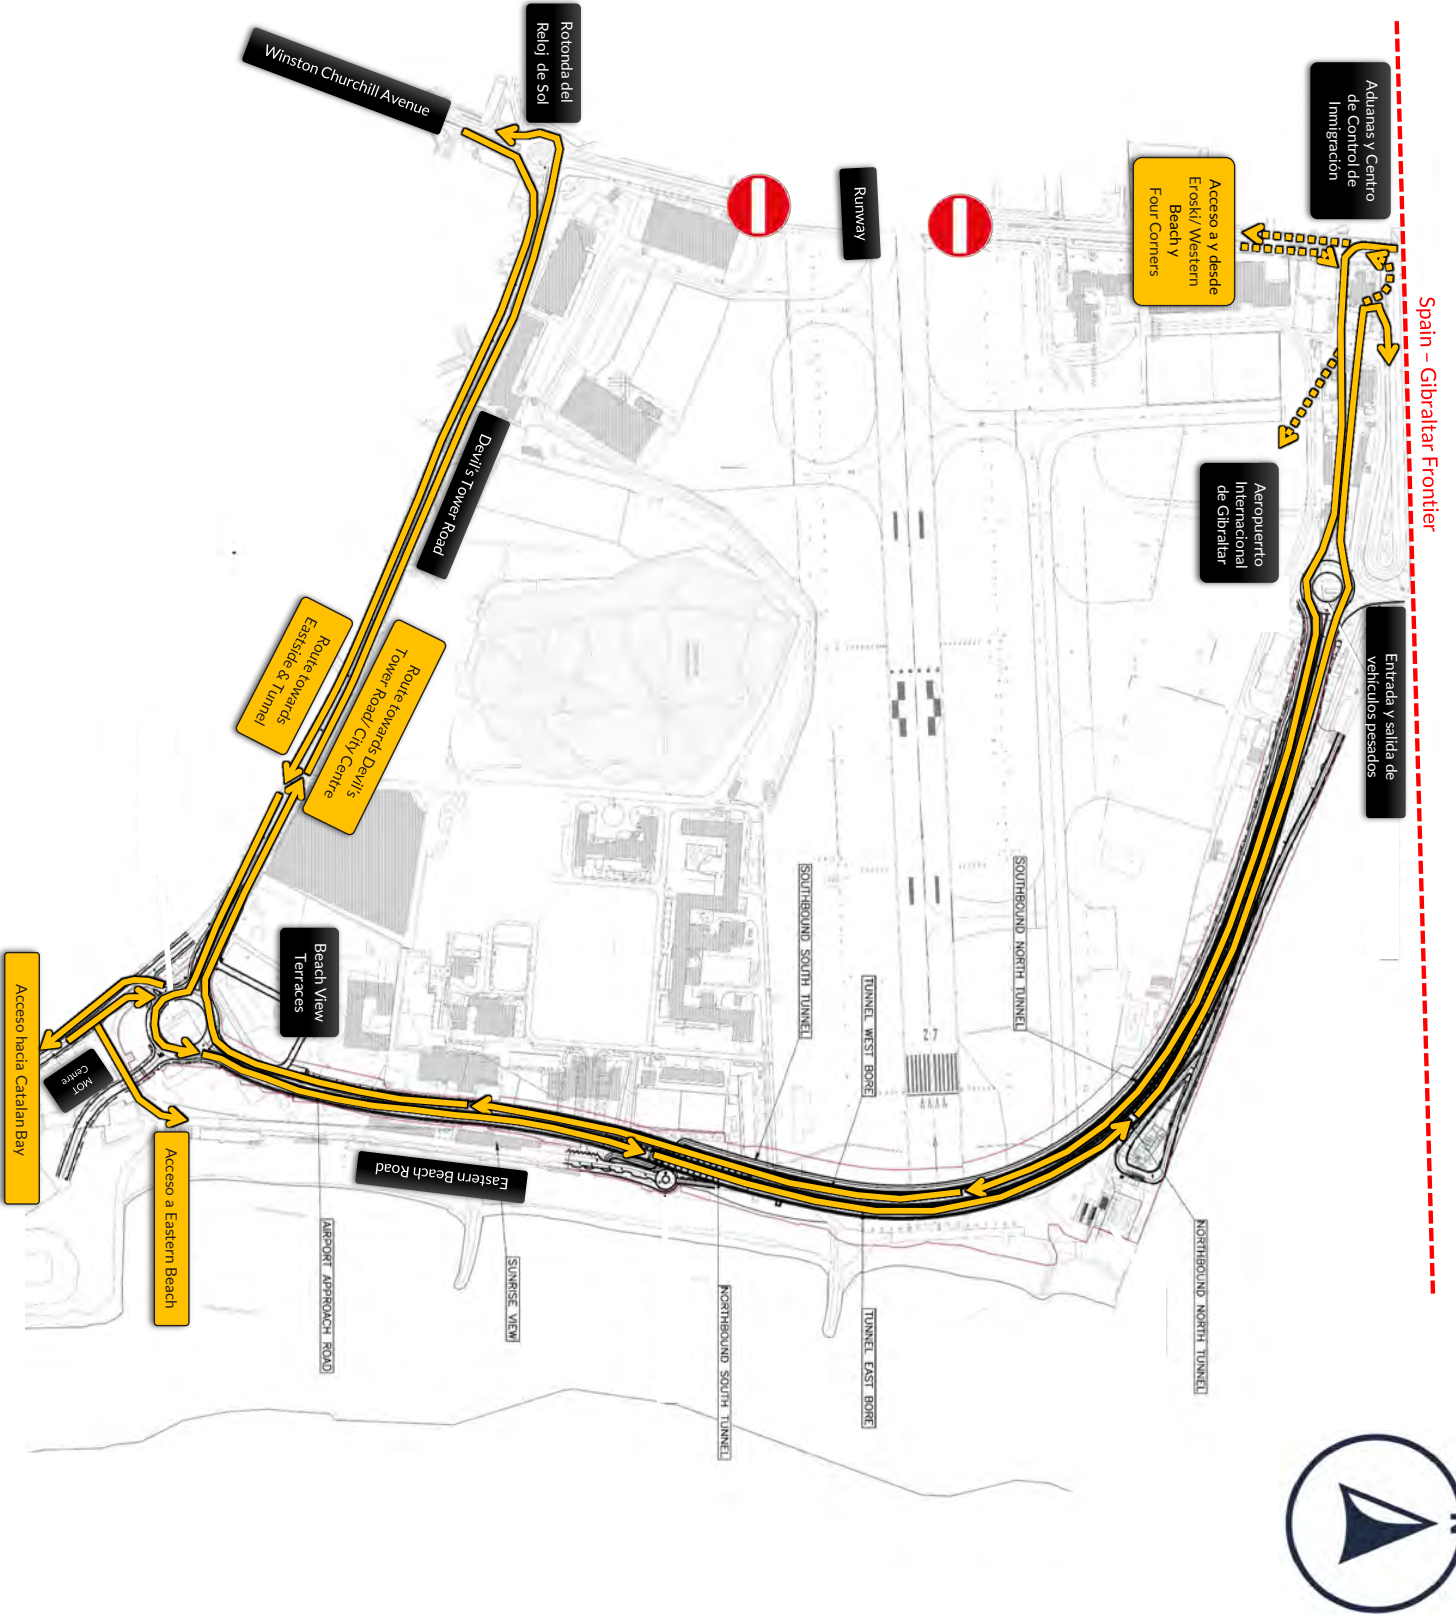 Winston Churchill Avenue
Rotonda del
Reloj de Sol
Aduanas y Centro
de Control de
Inmigración
Spain – Gibraltar Frontier
Runway
Acceso a y desde
Eroski/ Western
Beach y
Four Corners
Aeropuerrto
Internacional
de Gibraltar
Entrada y salida de
vehículos pesados
Devil's Tower Road
Route towards
Eastside & Tunnel
Route towards Devil's
Tower Road/ City Centre
Beach View
Terraces
SOUTHBOUND SOUTH TUNNEL
TUNNEL WEST BORE
SOUTHBOUND NORTH TUNNEL
27
Acceso hacia Catalan Bay
MOT
Centre
Acceso a Eastern Beach
Eastern Beach Road
AIRPORT APPROACH ROAD
SUNRISE VIEW
NORTHBOUND SOUTH TUNNEL
TUNNEL EAST BORE
NORTHBOUND NORTH TUNNEL